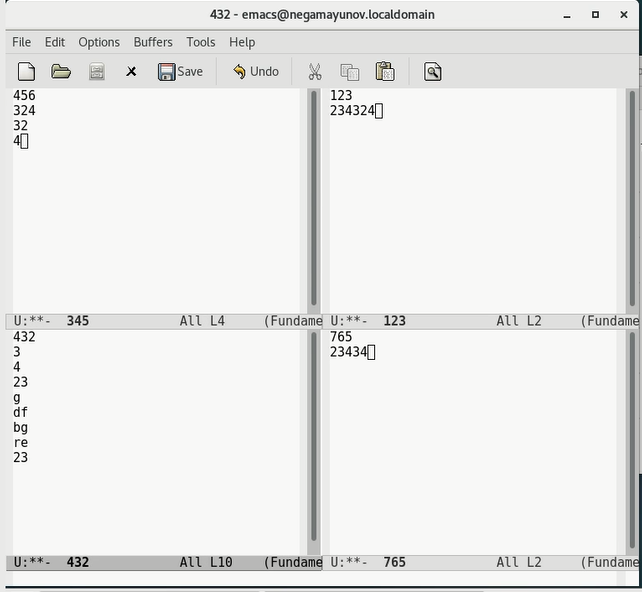 432 - emacs@negamayunov.localdomain
File Edit Options Buffers Tools Help
Save Undo
456
324
32
4
U:**- 345 All L4 (Fundame
123
234324
U:**- 123 All L2 (Fundame
432
3
4
23
g
df
bg
re
23
U:**- 432 All L10 (Fundame
765
23434
U:**- 765 All L2 (Fundame